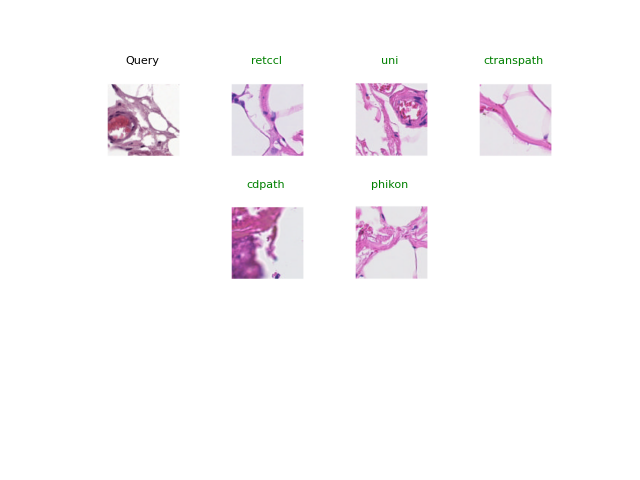 Query
retccl
uni
ctranspath
cdpath
phikon